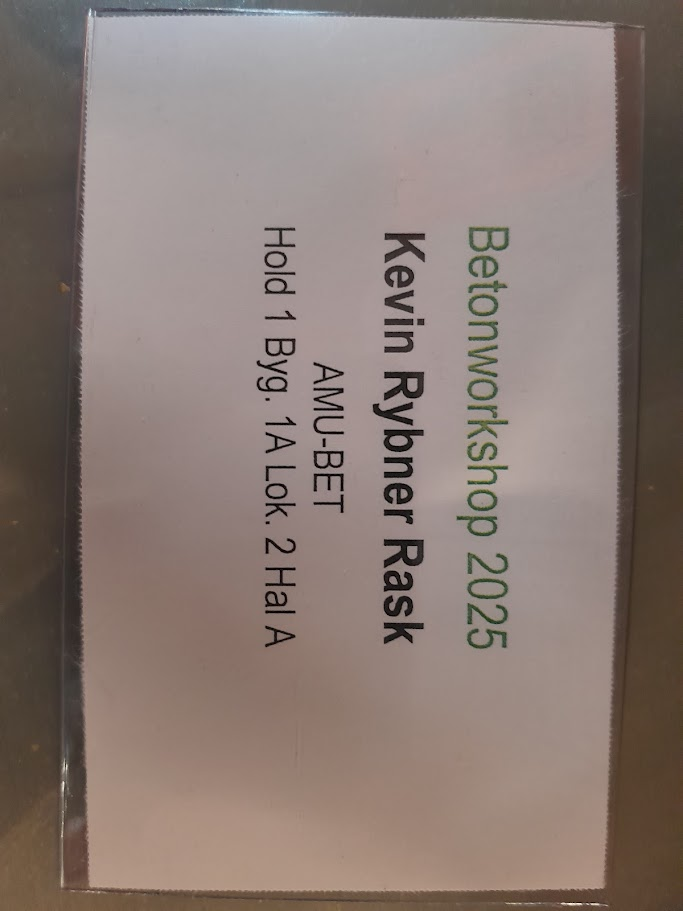 Betonworkshop 2025
Kevin Rybner Rask
AMU-BET
Hold 1 Byg. 1A Lok. 2 Hal A